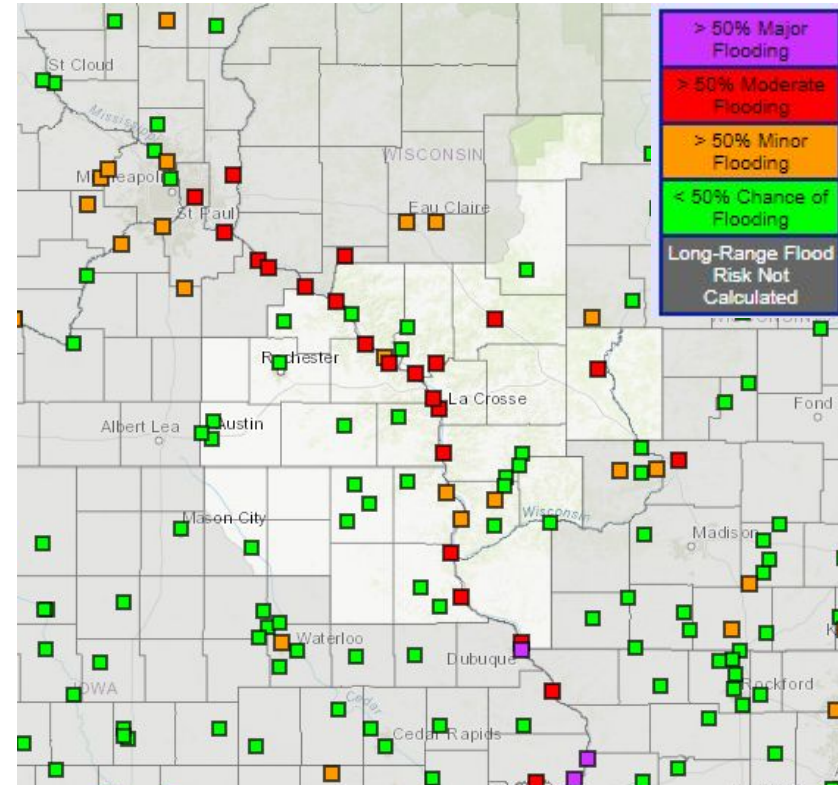 > 50% Major
Flooding
> 50% Moderate
Flooding
> 50% Minor
Flooding
< 50% Chance of
Flooding
Long-Range Flood
Risk Not
Calculated
St Cloud
WISCONSIN
St Paul
Eau Claire
Rochester
La Crosse
Fond
Albert Lea
Austin
Mason City
Wisconsin
Madison
Waterloo
Dubuque
IOWA
Rockford
Cedar
Cedar Rapids